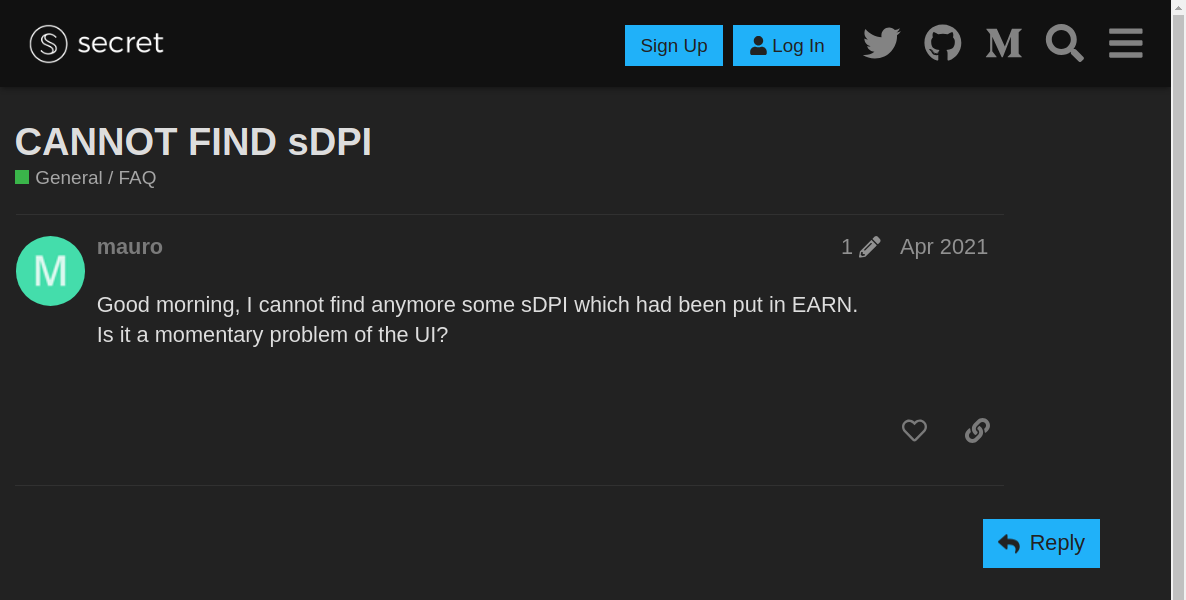 secret
Sign Up
Log In
CANNOT FIND sDPI
General / FAQ
M
mauro
1
Apr 2021
Good morning, I cannot find anymore some sDPI which had been put in EARN.
Is it a momentary problem of the UI?
Reply